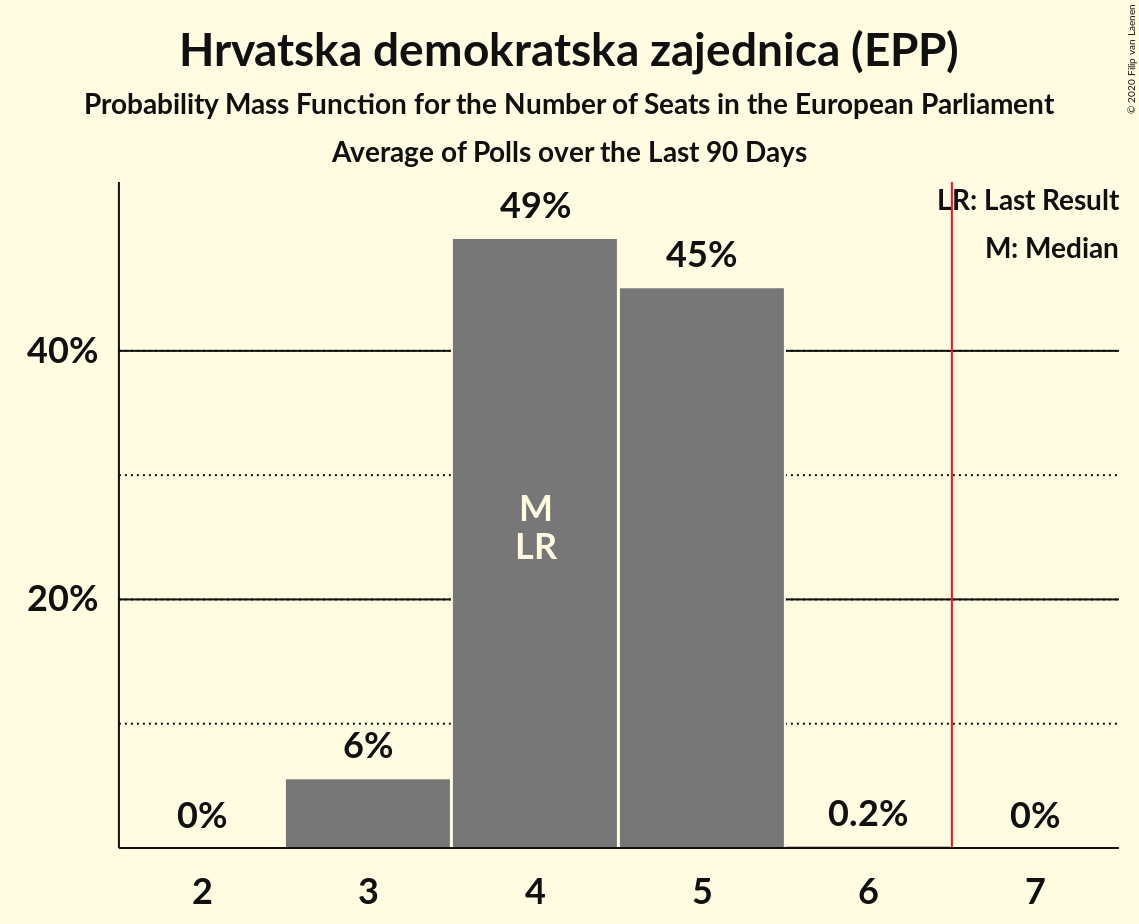 Hrvatska demokratska zajednica (EPP)
Probability Mass Function for the Number of Seats in the European Parliament
Average of Polls over the Last 90 Days
© 2020 Filip van Laenen
LR: Last Result
M: Median
49%
45%
40%
M
LR
20%
6%
0%
0.2%
0%
2 3 4 5 6 7